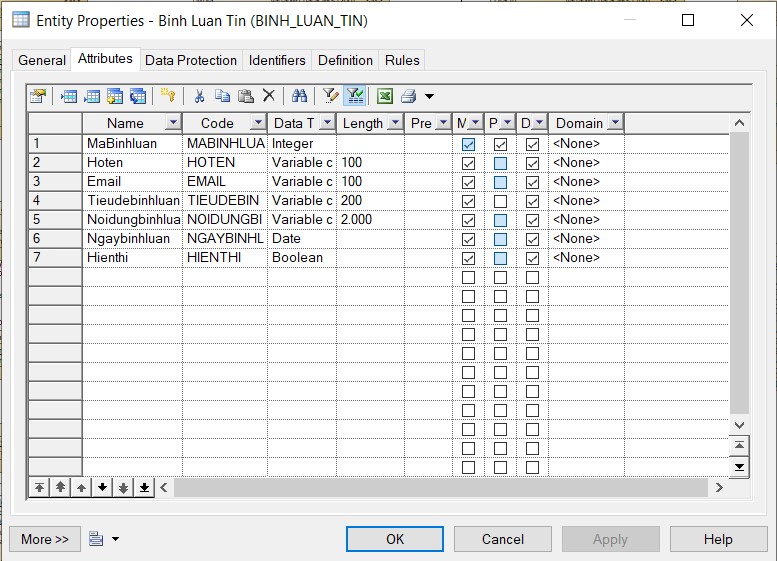 Entity Properties - Binh Luan Tin (BINH_LUAN_TIN)
General Attributes Data Protection Identifiers Definition Rules
Name Code Data T Length Pre M P D Domain
1 MaBinhluan MABINHLUA Integer <None>
2 Hoten HOTEN Variable c 100 <None>
3 Email EMAIL Variable c 100 <None>
4 Tieudebinhluan TIEUDEBIN Variable c 200 <None>
5 Noidungbinhlua NOIDUNGBI Variable c 2.000 <None>
6 Ngaybinhluan NGAYBINHL Date <None>
7 Hienthi HIENTHI Boolean <None>
More >> OK Cancel Apply Help